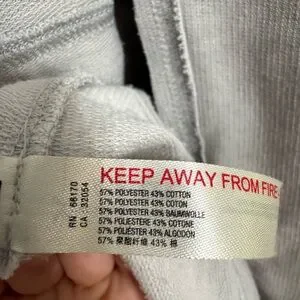 KEEP AWAY FROM FIRE
57% POLYESTER 43% COTTON
57% POLYESTER 43% COTON
57% POLYESTER 43% BAUMWOLLE
57% POLIESTERE 43% COTONE
57% POLIÉSTER 43% ALGODON
57% 聚酯纤维 43% 棉
RN 66170
CA 32054